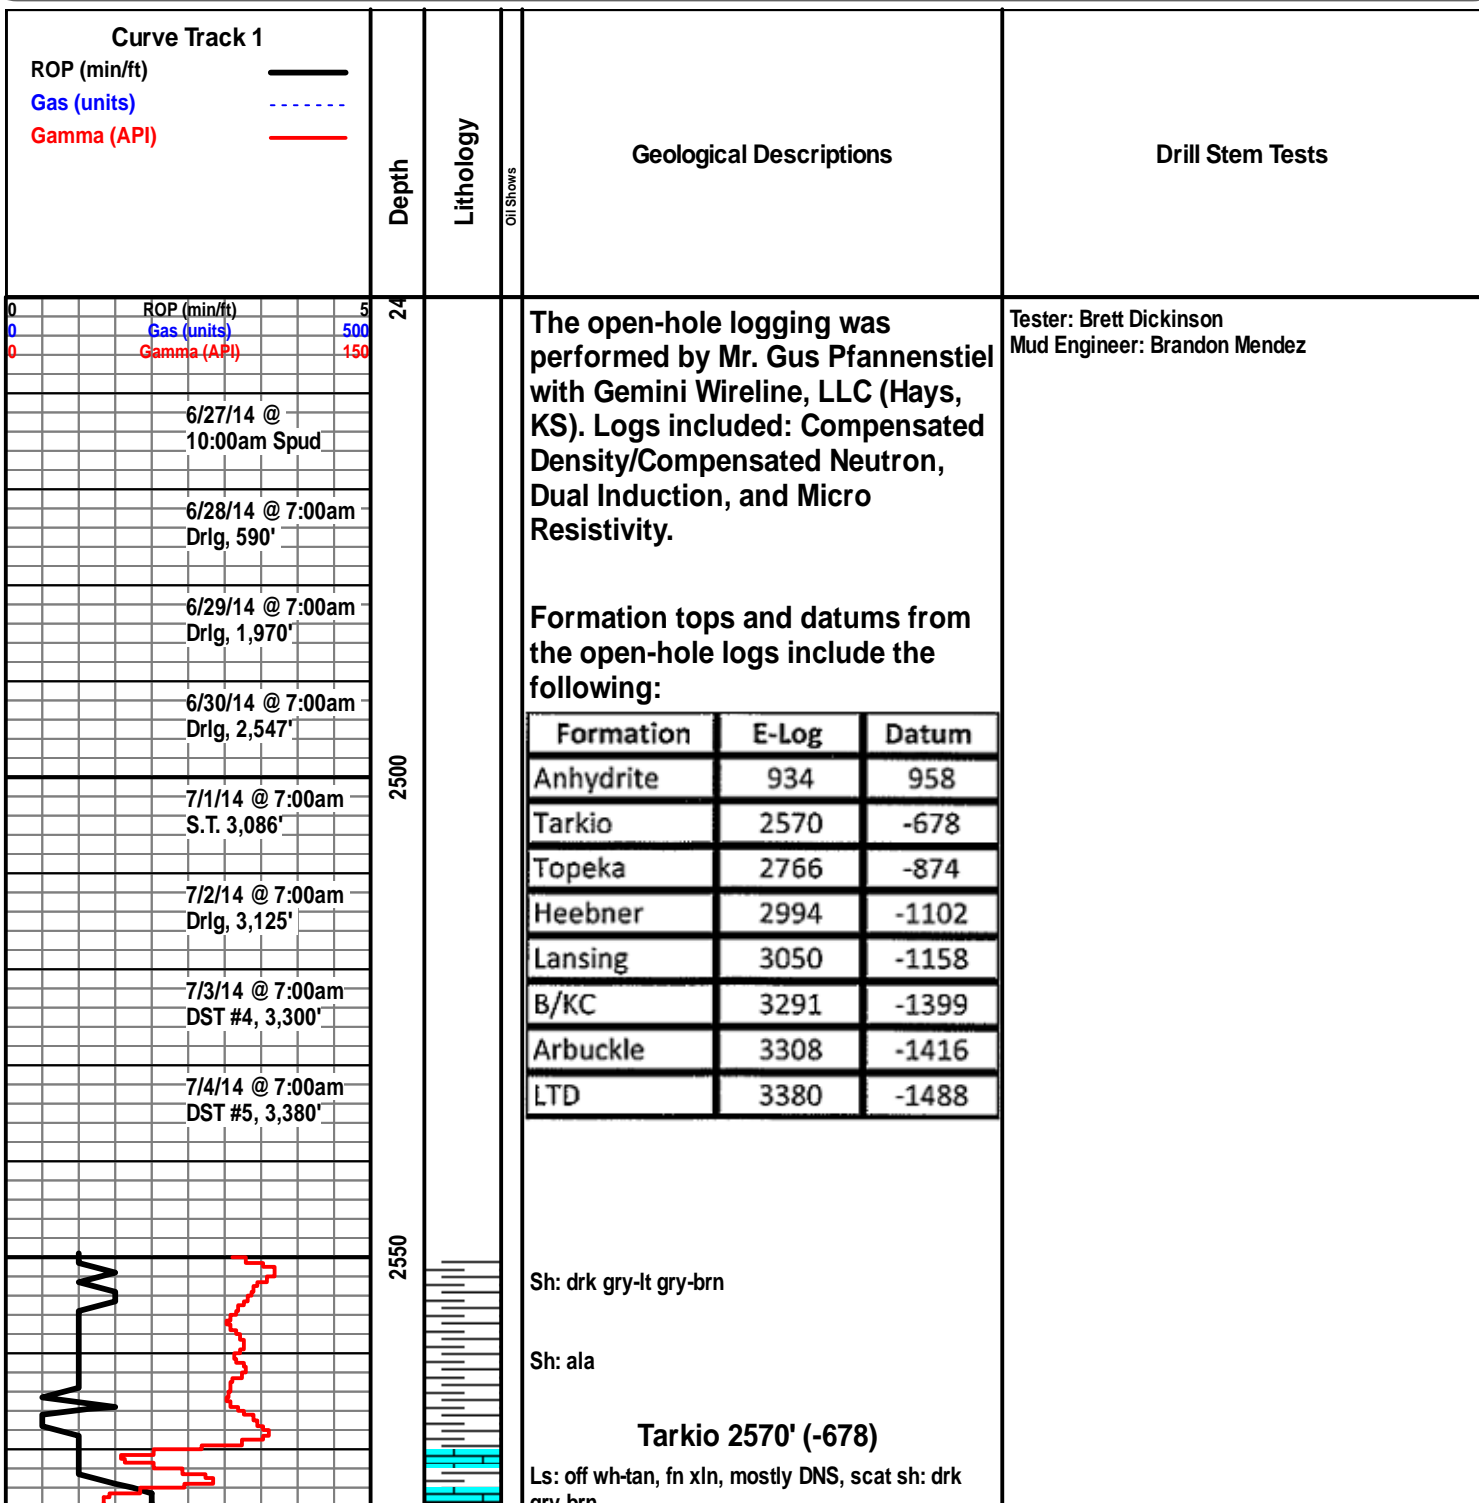 Curve Track 1
ROP (min/ft)
Gas (units)
Gamma (API)
Depth
Lithology
Oil Shows
Geological Descriptions
Drill Stem Tests
0 ROP (min/ft) 5
0 Gas (units) 500
0 Gamma (API) 150
24
6/27/14 @
10:00am Spud
6/28/14 @ 7:00am
Drlg, 590'
6/29/14 @ 7:00am
Drlg, 1,970'
6/30/14 @ 7:00am
Drlg, 2,547'
7/1/14 @ 7:00am
S.T. 3,086'
7/2/14 @ 7:00am
Drlg, 3,125'
7/3/14 @ 7:00am
DST #4, 3,300'
7/4/14 @ 7:00am
DST #5, 3,380'
2500
2550
The open-hole logging was
performed by Mr. Gus Pfannenstiel
with Gemini Wireline, LLC (Hays,
KS). Logs included: Compensated
Density/Compensated Neutron,
Dual Induction, and Micro
Resistivity.
Formation tops and datums from
the open-hole logs include the
following:
Formation E-Log Datum
Anhydrite 934 958
Tarkio 2570 -678
Topeka 2766 -874
Heebner 2994 -1102
Lansing 3050 -1158
B/KC 3291 -1399
Arbuckle 3308 -1416
LTD 3380 -1488
Sh: drk gry-lt gry-brn
Sh: ala
Tarkio 2570' (-678)
Ls: off wh-tan, fn xln, mostly DNS, scat sh: drk
gry-brn
Tester: Brett Dickinson
Mud Engineer: Brandon Mendez